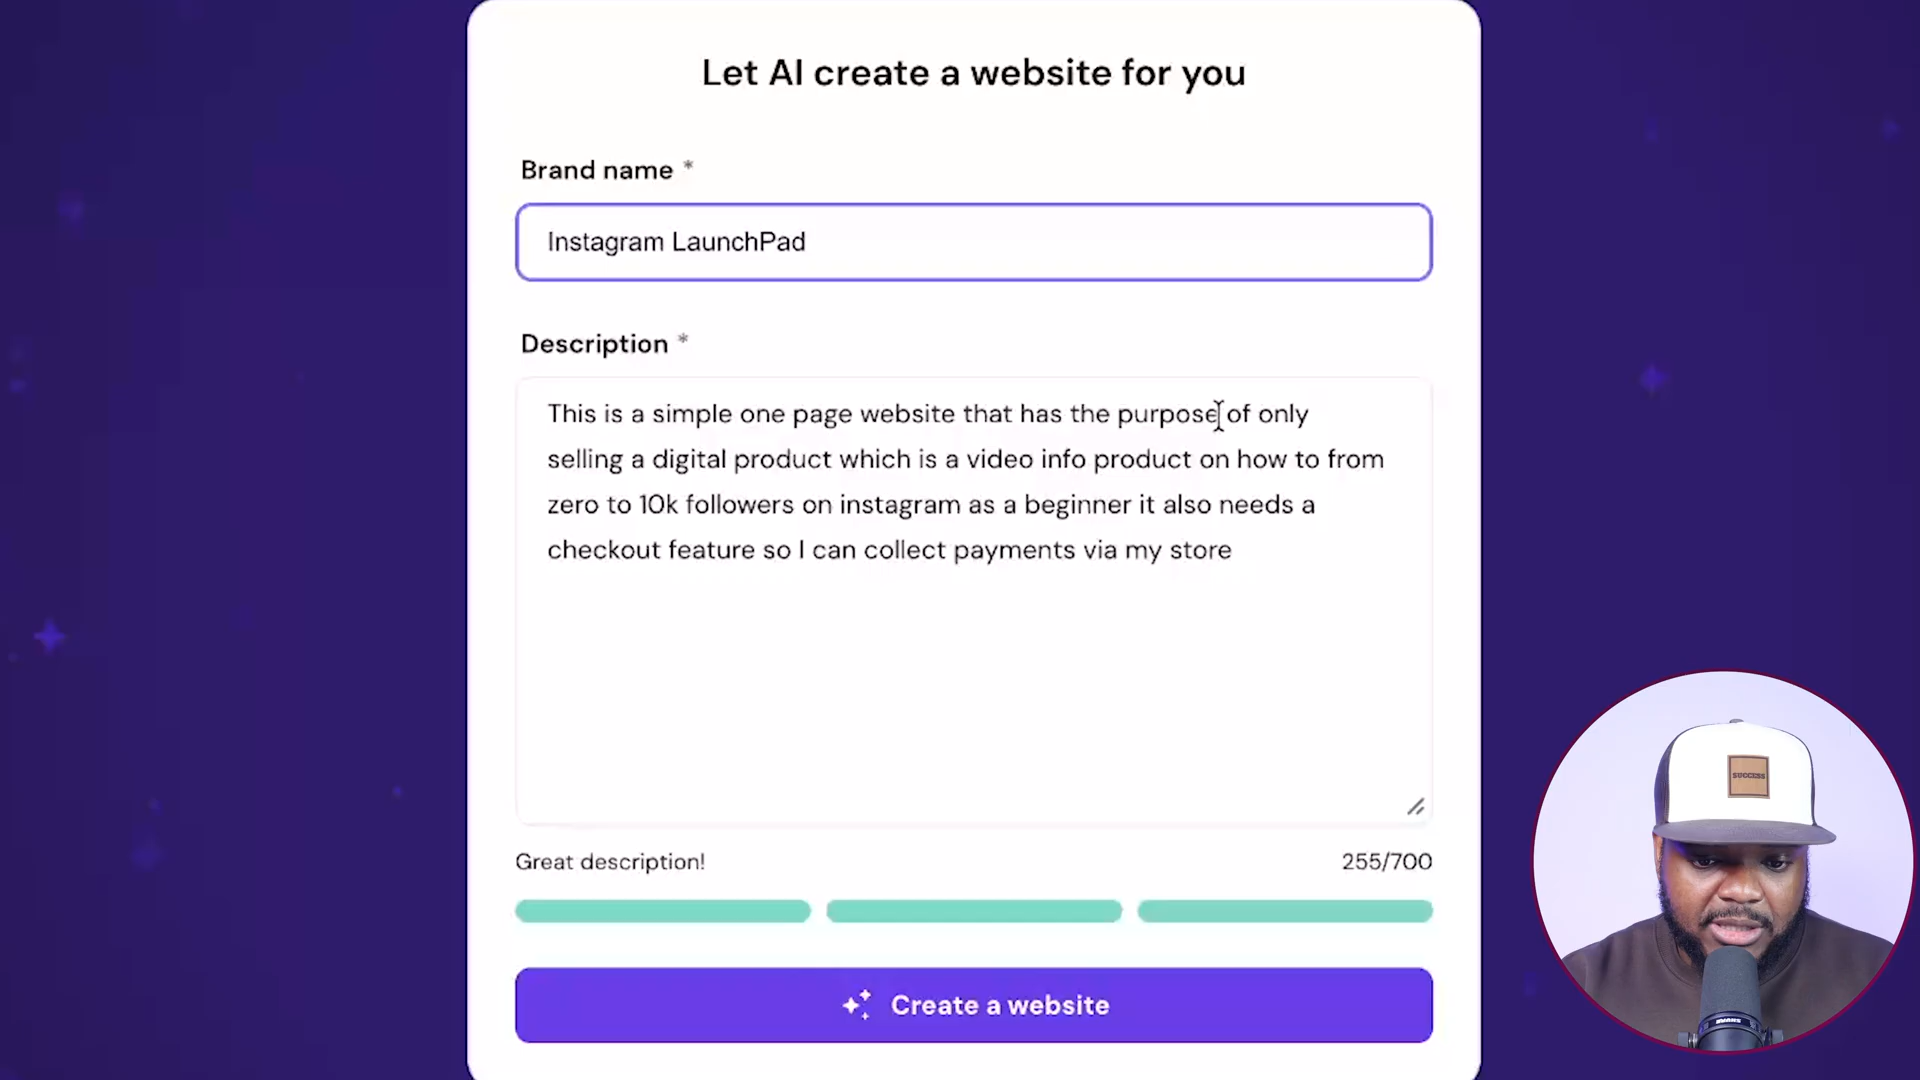 Let AI create a website for you
Brand name *
Instagram LaunchPad
Description *
This is a simple one page website that has the purpose of only
selling a digital product which is a video info product on how to from
zero to 10k followers on instagram as a beginner it also needs a
checkout feature so I can collect payments via my store
Great description!
255/700
Create a website
SUCCESS